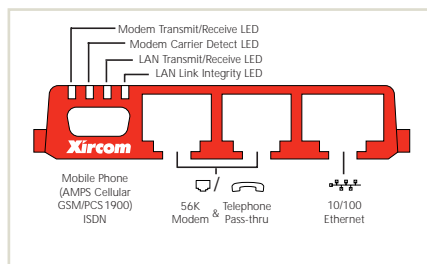 Modem Transmit/Receive LED
Modem Carrier Detect LED
LAN Transmit/Receive LED
LAN Link Integrity LED
Xircom
Mobile Phone
(AMPS Cellular
GSM/PCS1900)
ISDN
/
56K
Modem
&
Telephone
Pass-thru
10/100
Ethernet